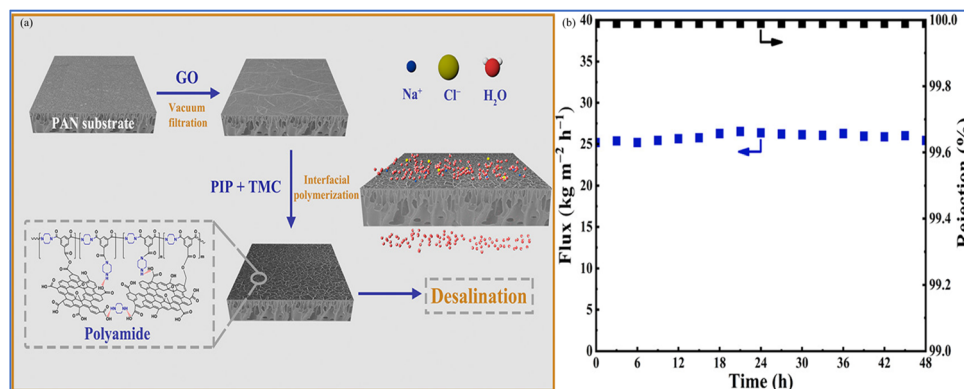 (a)
GO
Vacuum
filtration
PAN substrate
Na⁺
Cl⁻
H₂O
PIP + TMC
Interfacial
polymerization
Polyamide
Desalination
(b)
Flux (kg m⁻² h⁻¹)
40
35
30
25
20
15
10
5
0
0 6 12 18 24 30 36 42 48
Time (h)
100.0
99.8
99.6
99.4
99.2
99.0
Rejection (%)